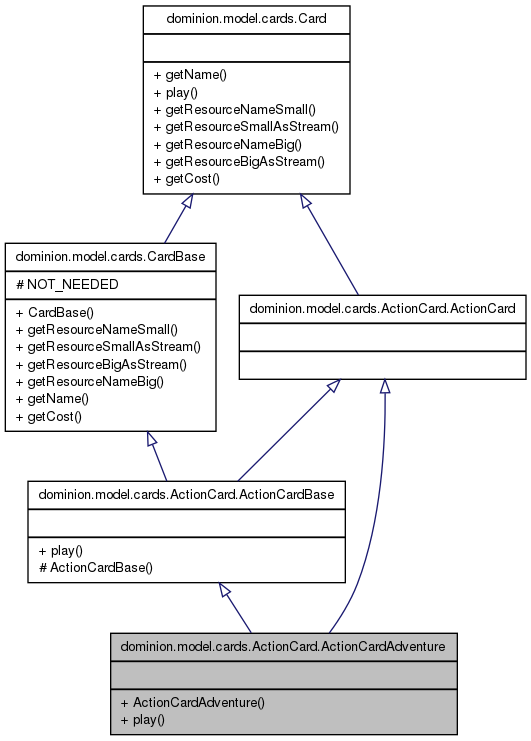 dominion.model.cards.Card
+ getName()
+ play()
+ getResourceNameSmall()
+ getResourceSmallAsStream()
+ getResourceNameBig()
+ getResourceBigAsStream()
+ getCost()
dominion.model.cards.CardBase
# NOT_NEEDED
+ CardBase()
+ getResourceNameSmall()
+ getResourceSmallAsStream()
+ getResourceBigAsStream()
+ getResourceNameBig()
+ getName()
+ getCost()
dominion.model.cards.ActionCard.ActionCard
dominion.model.cards.ActionCard.ActionCardBase
+ play()
# ActionCardBase()
dominion.model.cards.ActionCard.ActionCardAdventure
+ ActionCardAdventure()
+ play()